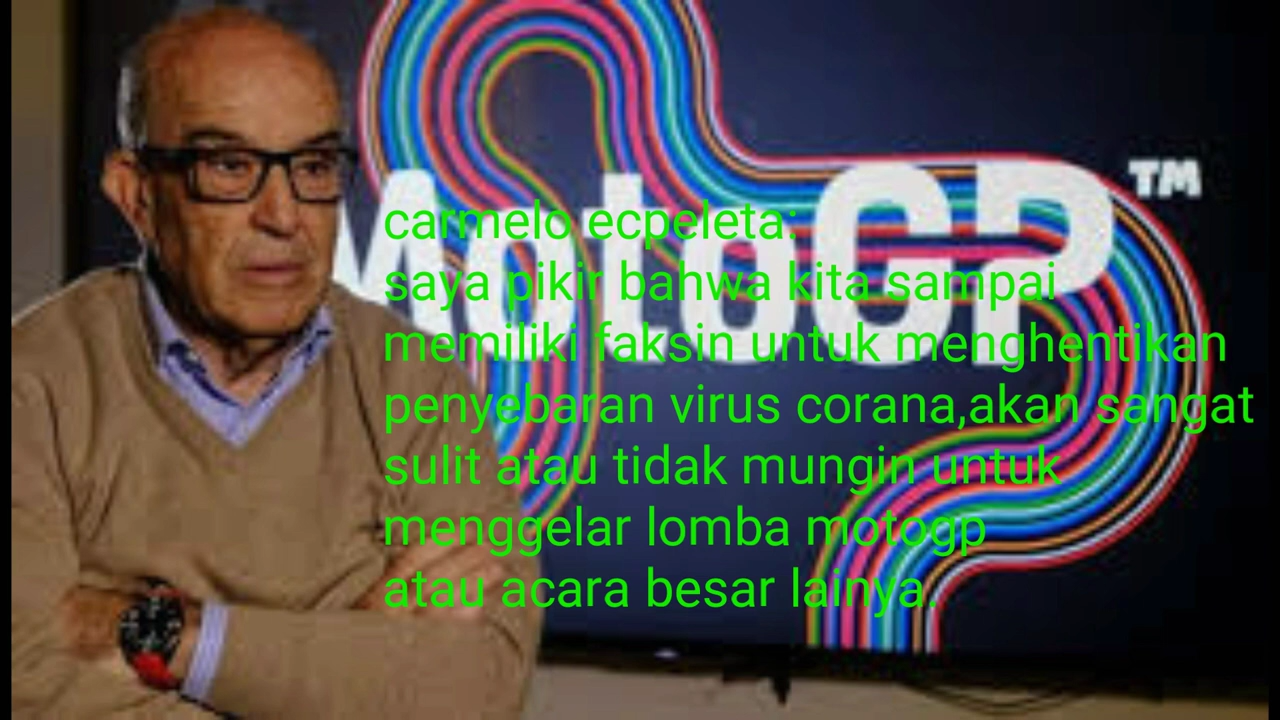 MotoGP™
carmelo ecpeleta:
saya pikir bahwa kita sampai
memiliki faksin untuk menghentikan
penyebaran virus corana,akan sangat
sulit atau tidak mungin untuk
menggelar lomba motogp
atau acara besar lainya.